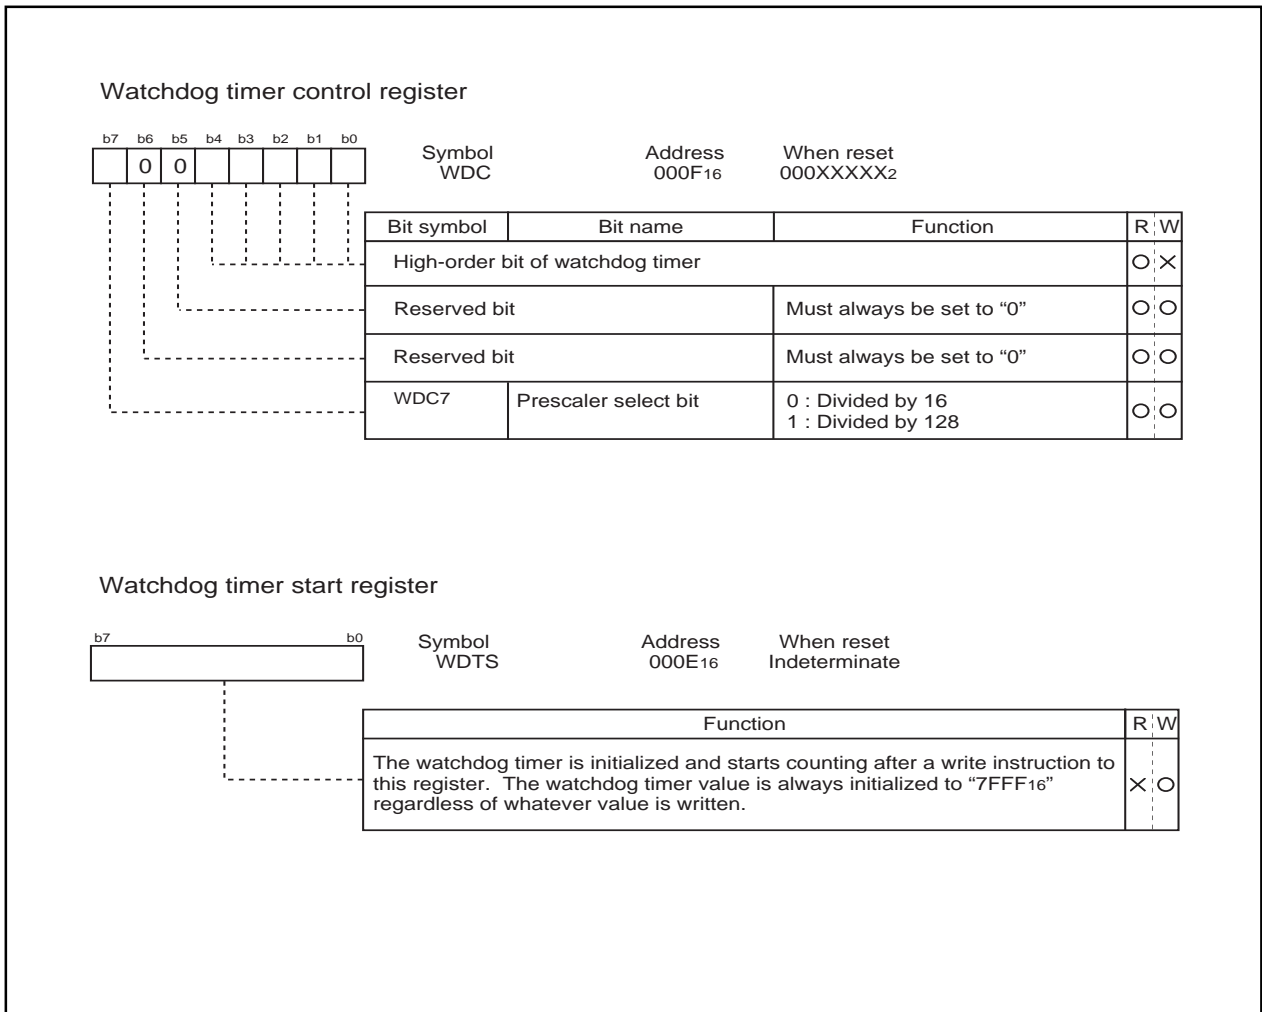 Watchdog timer control register
b7 b6 b5 b4 b3 b2 b1 b0
0 0
Symbol Address When reset
WDC 000F16 000XXXXX2
Bit symbol Bit name Function R W
High-order bit of watchdog timer O X
Reserved bit Must always be set to “0” O O
Reserved bit Must always be set to “0” O O
WDC7 Prescaler select bit 0 : Divided by 16
1 : Divided by 128 O O
Watchdog timer start register
b7 b0
Symbol Address When reset
WDTS 000E16 Indeterminate
Function R W
The watchdog timer is initialized and starts counting after a write instruction to
this register. The watchdog timer value is always initialized to “7FFF16” X O
regardless of whatever value is written.